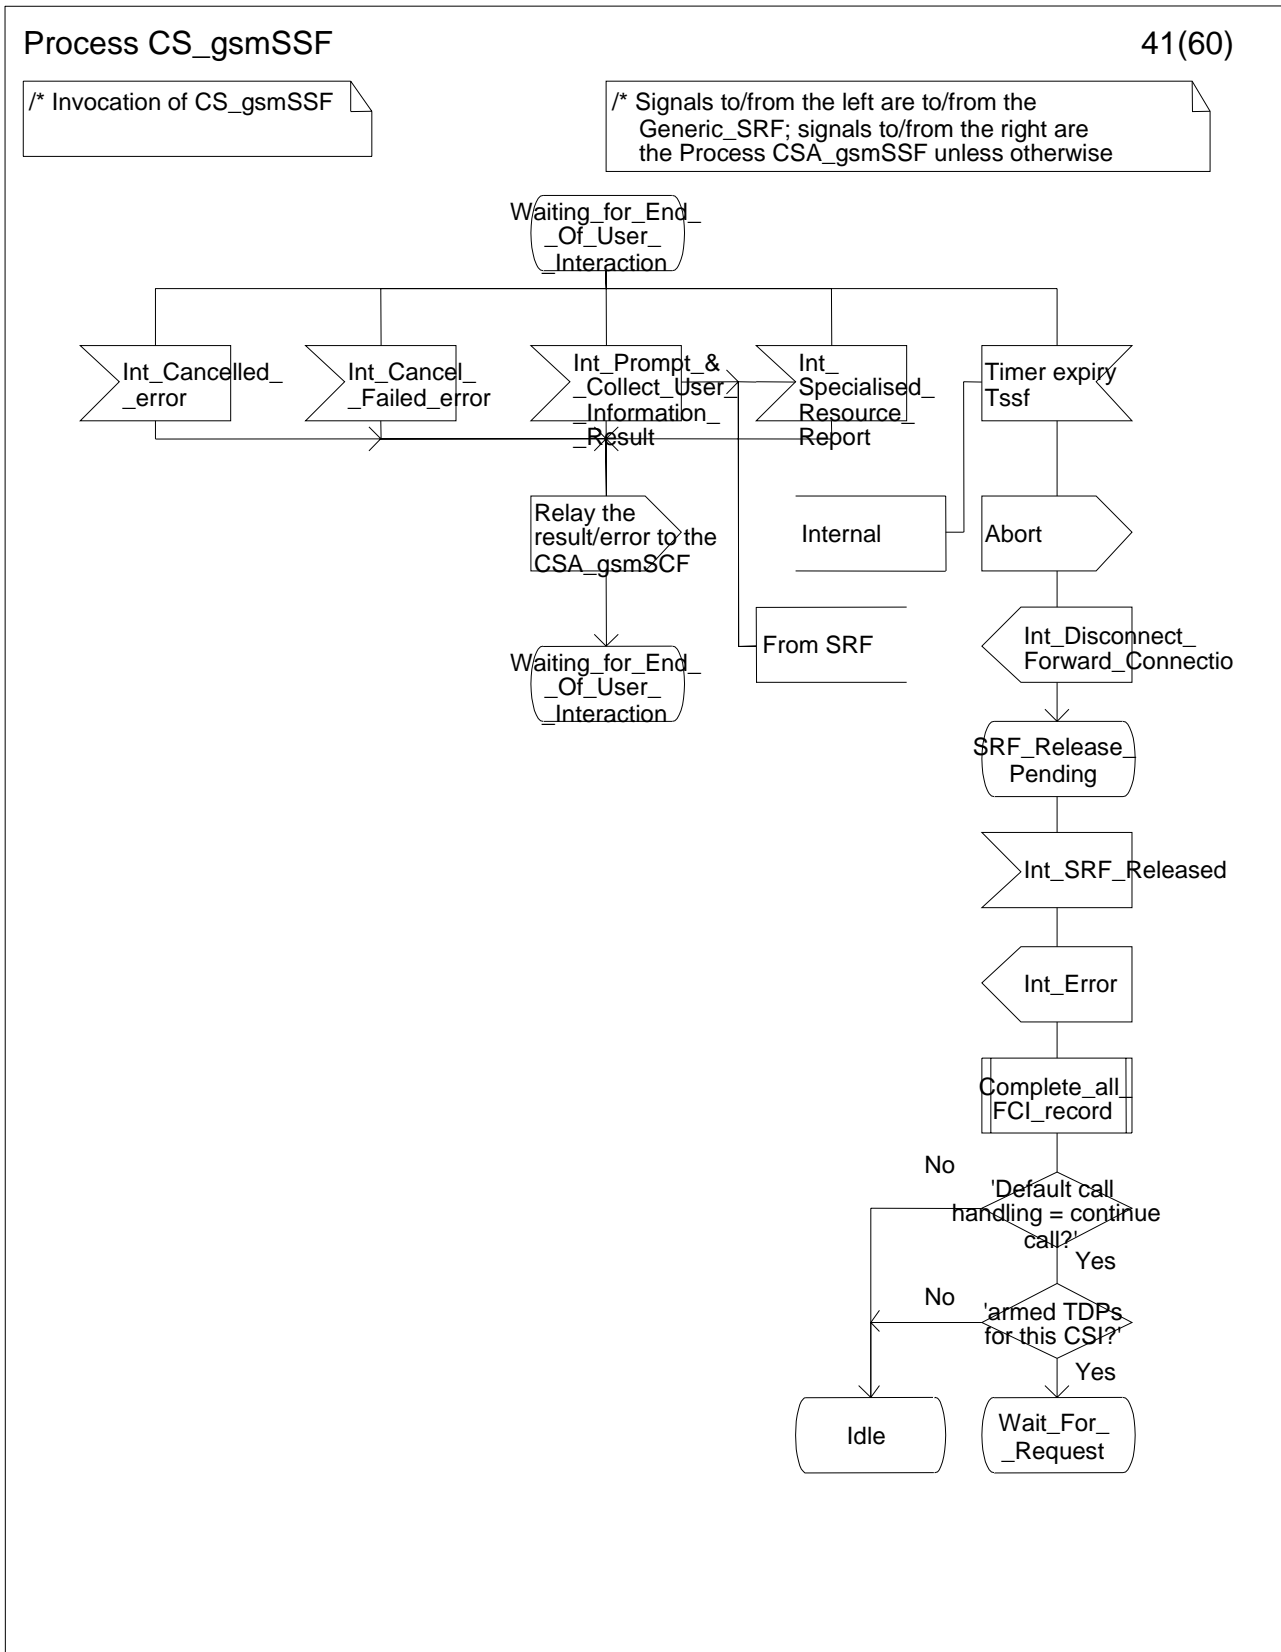 Process CS_gsmSSF
41(60)
/* Invocation of CS_gsmSSF
/* Signals to/from the left are to/from the
Generic_SRF; signals to/from the right are
the Process CSA_gsmSSF unless otherwise
Waiting_for_End_
_Of_User_
_Interaction
Int_Cancelled_
_error
Int_Cancel_
_Failed_error
Int_Prompt_&
_Collect_User_
_Information_
_Result
Int_
Specialised_
Resource_
Report
Timer expiry
Tssf
Relay the
result/error to the
CSA_gsmSCF
Internal
Abort
From SRF
Int_Disconnect_
Forward_Connectio
Waiting_for_End_
_Of_User_
_Interaction
SRF_Release_
Pending
Int_SRF_Released
Int_Error
Complete_all_
FCI_record
No
'Default call
handling = continue
call?'
Yes
No
'armed TDPs
for this CSI?'
Yes
Idle
Wait_For_
_Request